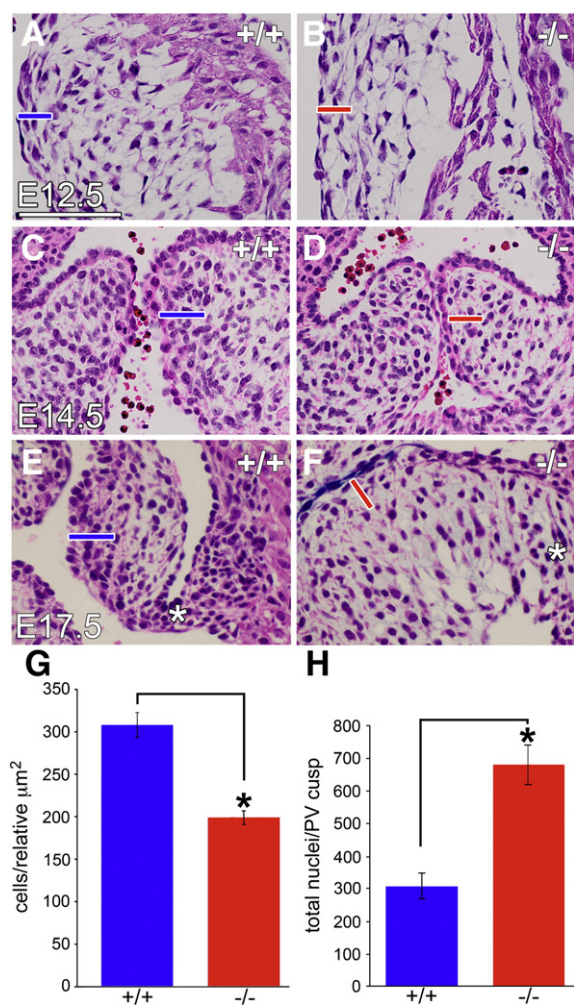 A +/+
B -/-
E12.5
C +/+
D -/-
E14.5
E +/+
F -/-
*
*
E17.5
G
H
cells/relative μm2
350
300
250
200
150
100
50
0
*
+/+
-/-
total nuclei/PV cusp
800
700
600
500
400
300
200
100
0
*
+/+
-/-